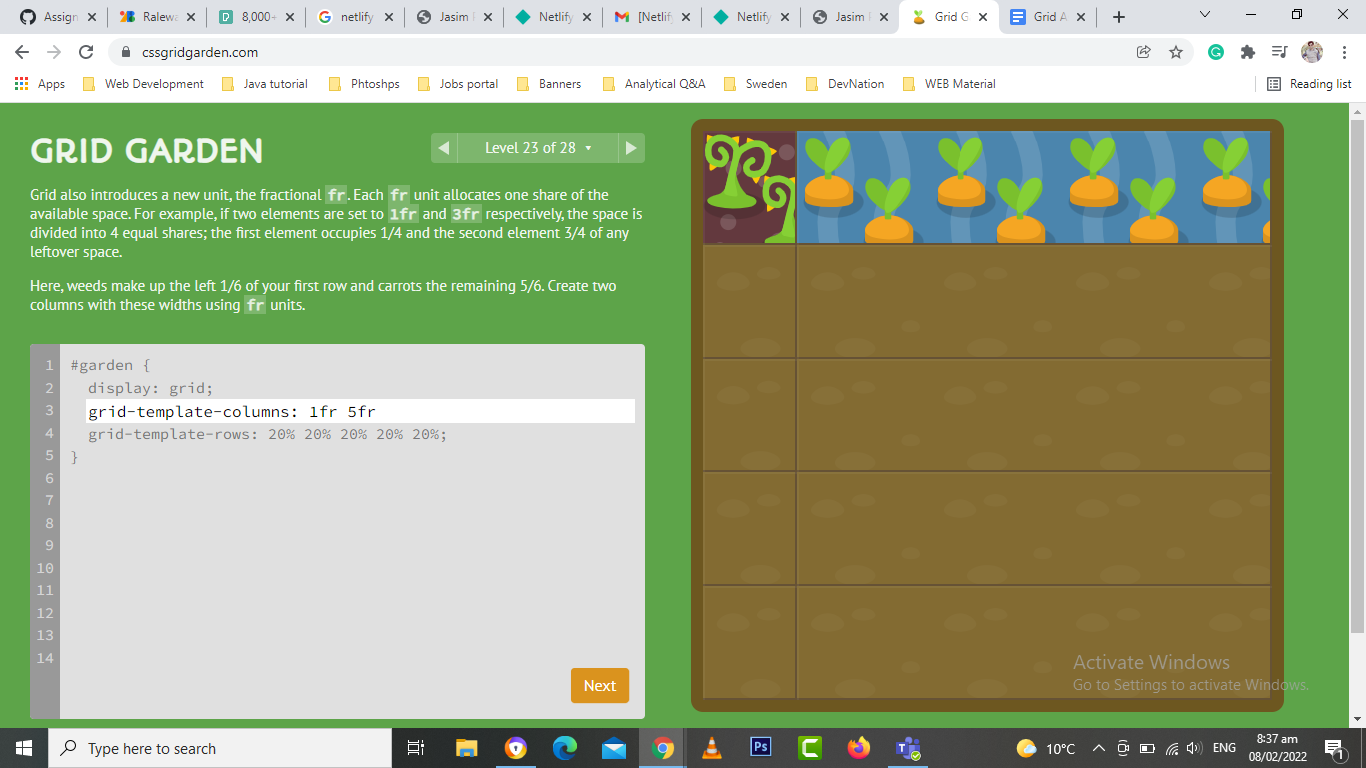 Assign
Ralewa
8,000+
netlify
Jasim
Netlify
[Netlif
Netlify
Jasim
Grid G
Grid A
cssgridgarden.com
Apps
Web Development
Java tutorial
Phtoshps
Jobs portal
Banners
Analytical Q&A
Sweden
DevNation
WEB Material
Reading list
GRID GARDEN
Level 23 of 28
Grid also introduces a new unit, the fractional fr. Each fr unit allocates one share of the
available space. For example, if two elements are set to 1fr and 3fr respectively, the space is
divided into 4 equal shares; the first element occupies 1/4 and the second element 3/4 of any
leftover space.
Here, weeds make up the left 1/6 of your first row and carrots the remaining 5/6. Create two
columns with these widths using fr units.
1 #garden {
2 display: grid;
3 grid-template-columns: 1fr 5fr
4 grid-template-rows: 20% 20% 20% 20% 20%;
5 }
6
7
8
9
10
11
12
13
14
Next
Activate Windows
Go to Settings to activate Windows.
Type here to search
Ps
10°C
ENG
8:37 am
08/02/2022
1